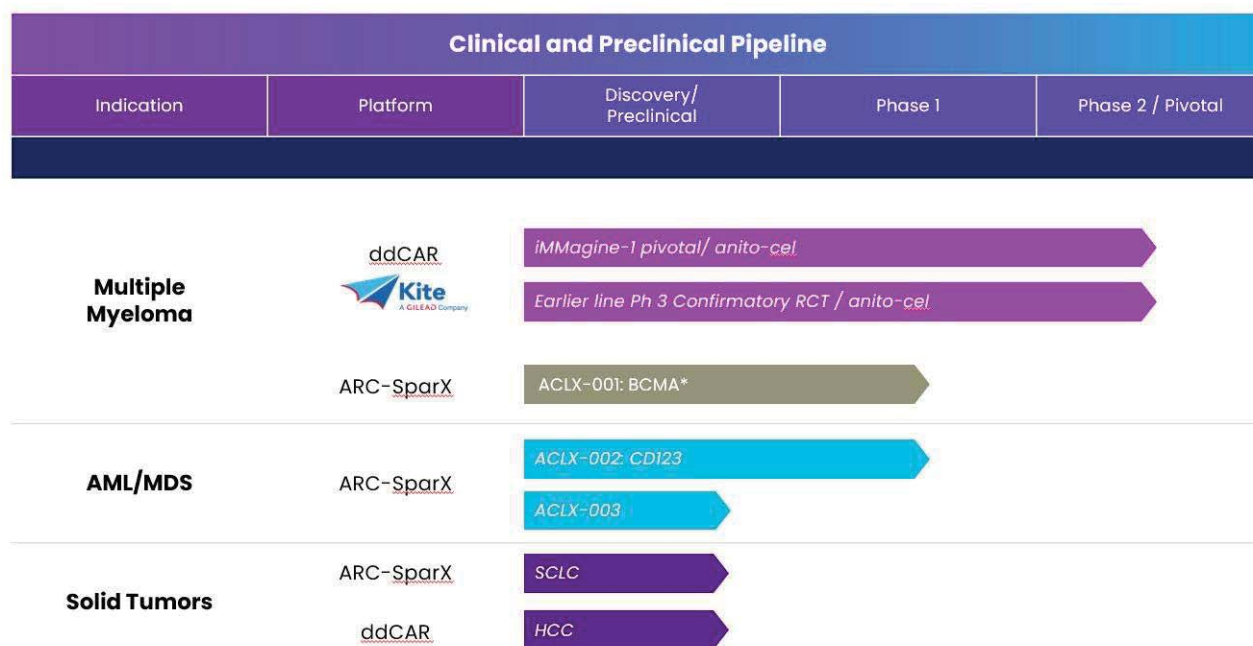 Clinical and Preclinical Pipeline
Indication
Platform
Discovery/
Preclinical
Phase 1
Phase 2 / Pivotal
Multiple
Myeloma
ddCAR
Kite
A GILEAD Company
iMMagine-1 pivotal/ anito-cel
Earlier line Ph 3 Confirmatory RCT / anito-cel
ARC-SparX
ACLX-001: BCMA*
AML/MDS
ARC-SparX
ACLX-002: CD123
ACLX-003
Solid Tumors
ARC-SparX
SCLC
ddCAR
HCC